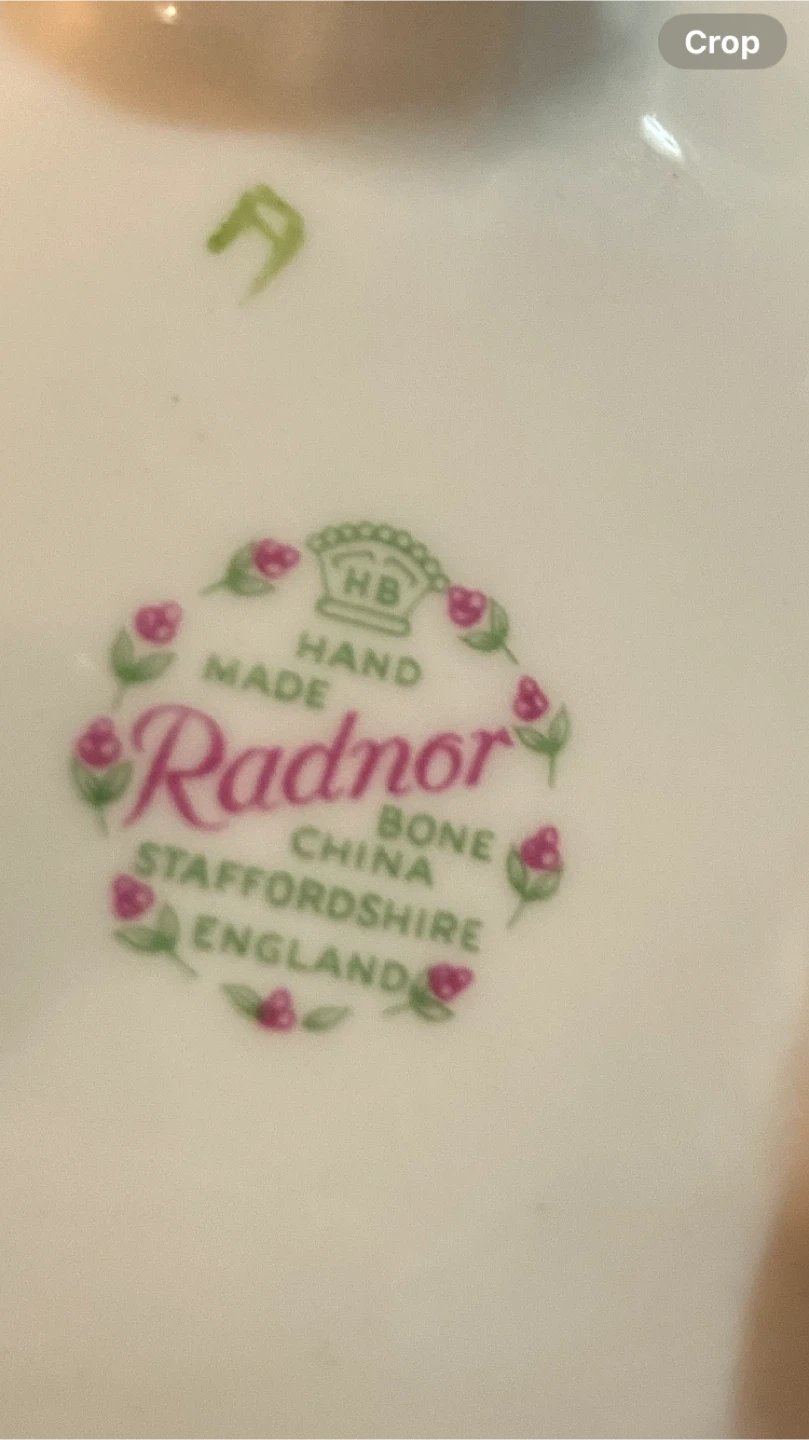 Crop
HB
HAND
MADE
Radnor
BONE
CHINA
STAFFORDSHIRE
ENGLAND